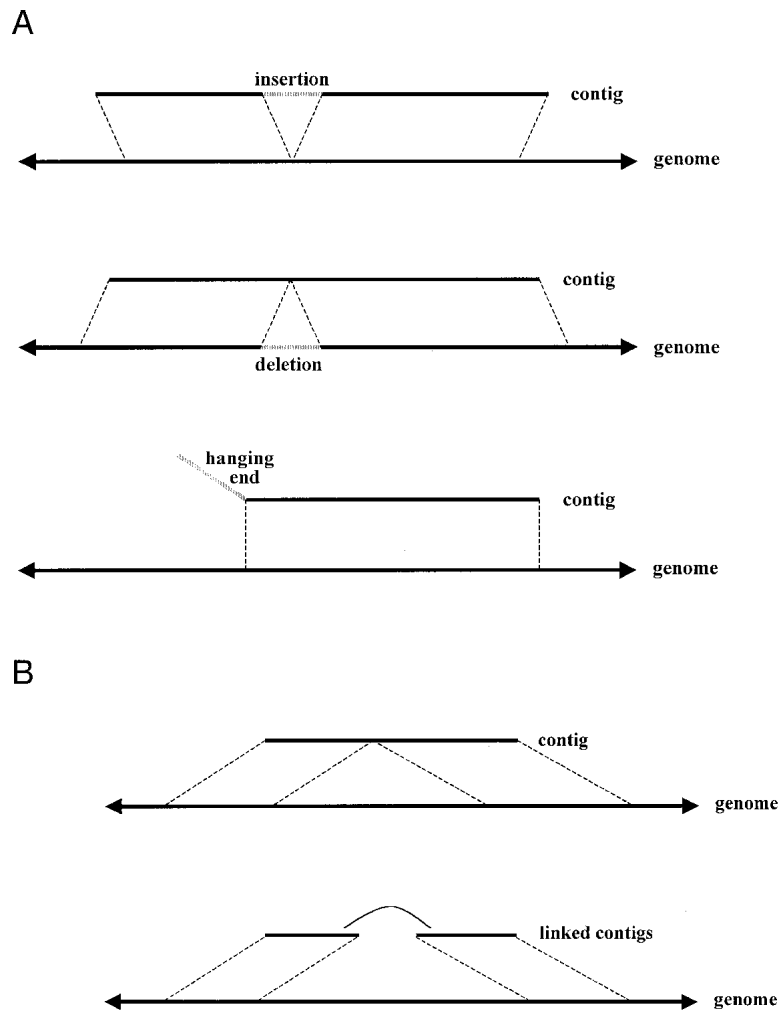 A
insertion
contig
genome
contig
genome
deletion
hanging
end
contig
genome
B
contig
genome
linked contigs
genome